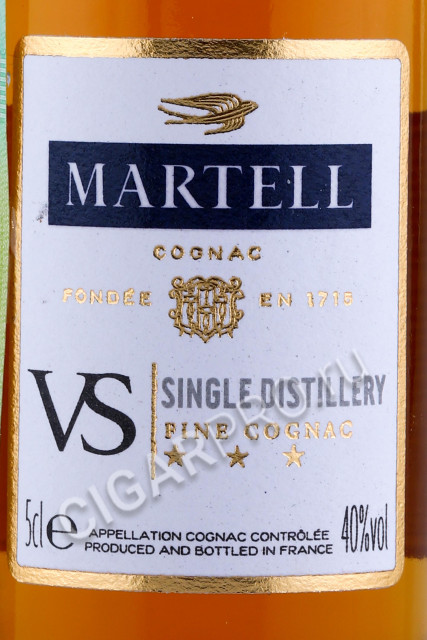 MARTELL
COGNAC
FONDÉE EN 1715
VS SINGLE DISTILLERY
FINE COGNAC
5cl e APPELLATION COGNAC CONTRÔLÉE 40%vol
PRODUCED AND BOTTLED IN FRANCE
CIGARPRO.RU